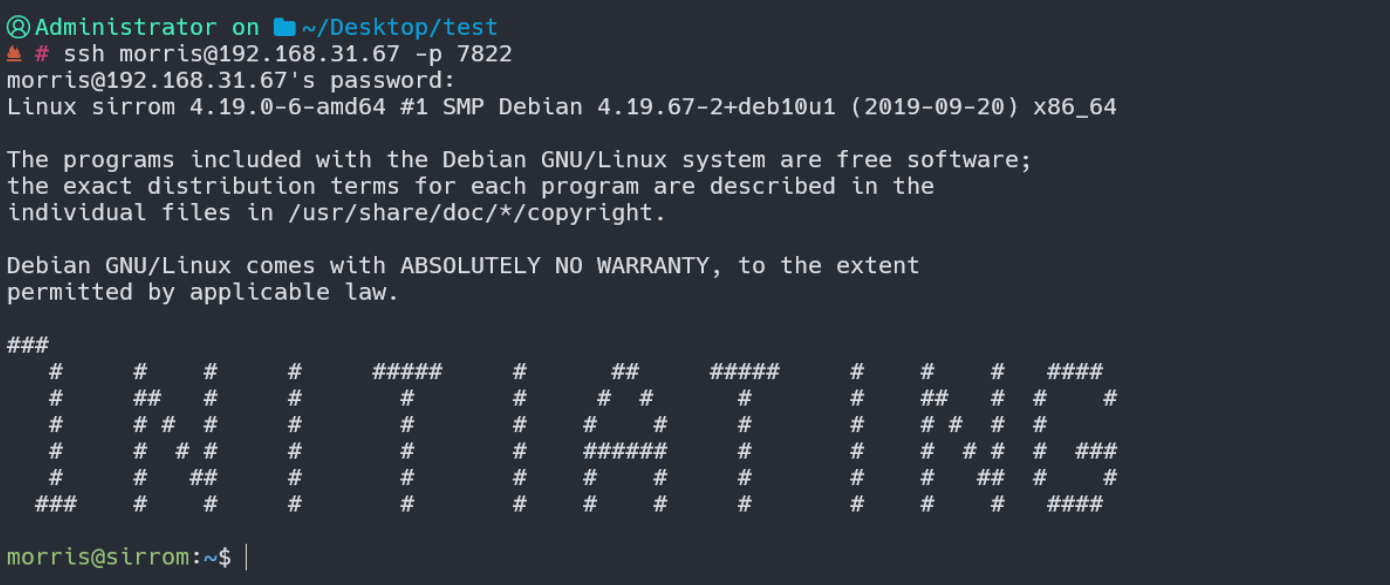 Administrator on ~/Desktop/test
# ssh morris@192.168.31.67 -p 7822
morris@192.168.31.67's password:
Linux sirrom 4.19.0-6-amd64 #1 SMP Debian 4.19.67-2+deb10u1 (2019-09-20) x86_64
The programs included with the Debian GNU/Linux system are free software;
the exact distribution terms for each program are described in the
individual files in /usr/share/doc/*/copyright.
Debian GNU/Linux comes with ABSOLUTELY NO WARRANTY, to the extent
permitted by applicable law.
###
   #     #    #     #     #####     #      ##     #####     #    #    #   ####
   #     ##   #     #       #       #     #  #      #       #    ##   #  #    #
   #     # #  #     #       #       #    #    #     #       #    # #  #  #
   #     #  # #     #       #       #    ######     #       #    #  # #  #  ###
   #     #   ##     #       #       #    #    #     #       #    #   ##  #    #
  ###    #    #     #       #       #    #    #     #       #    #    #   ####
morris@sirrom:~$